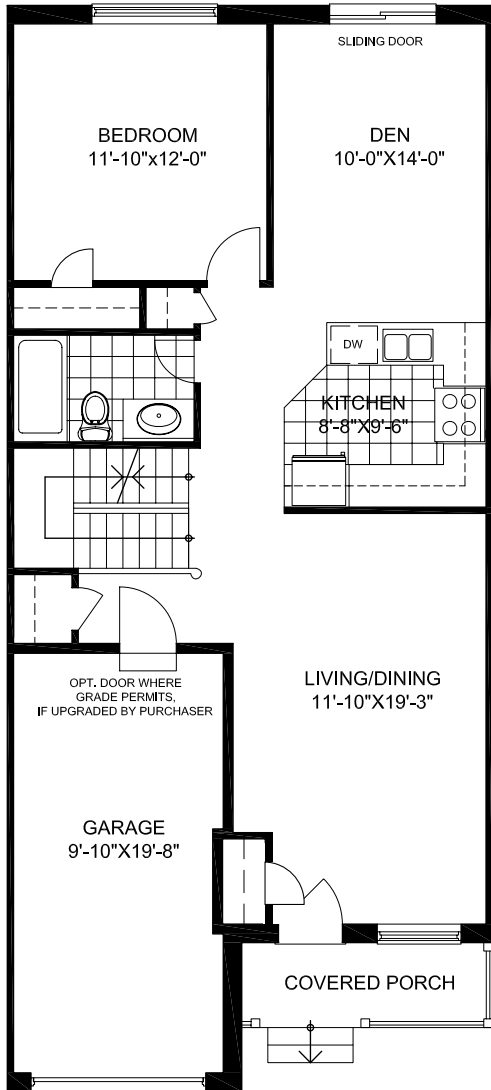 SLIDING DOOR
BEDROOM
11'-10"x12'-0"
DEN
10'-0"X14'-0"
DW
KITCHEN
8'-8"X9'-6"
OPT. DOOR WHERE
GRADE PERMITS,
IF UPGRADED BY PURCHASER
LIVING/DINING
11'-10"X19'-3"
GARAGE
9'-10"X19'-8"
COVERED PORCH